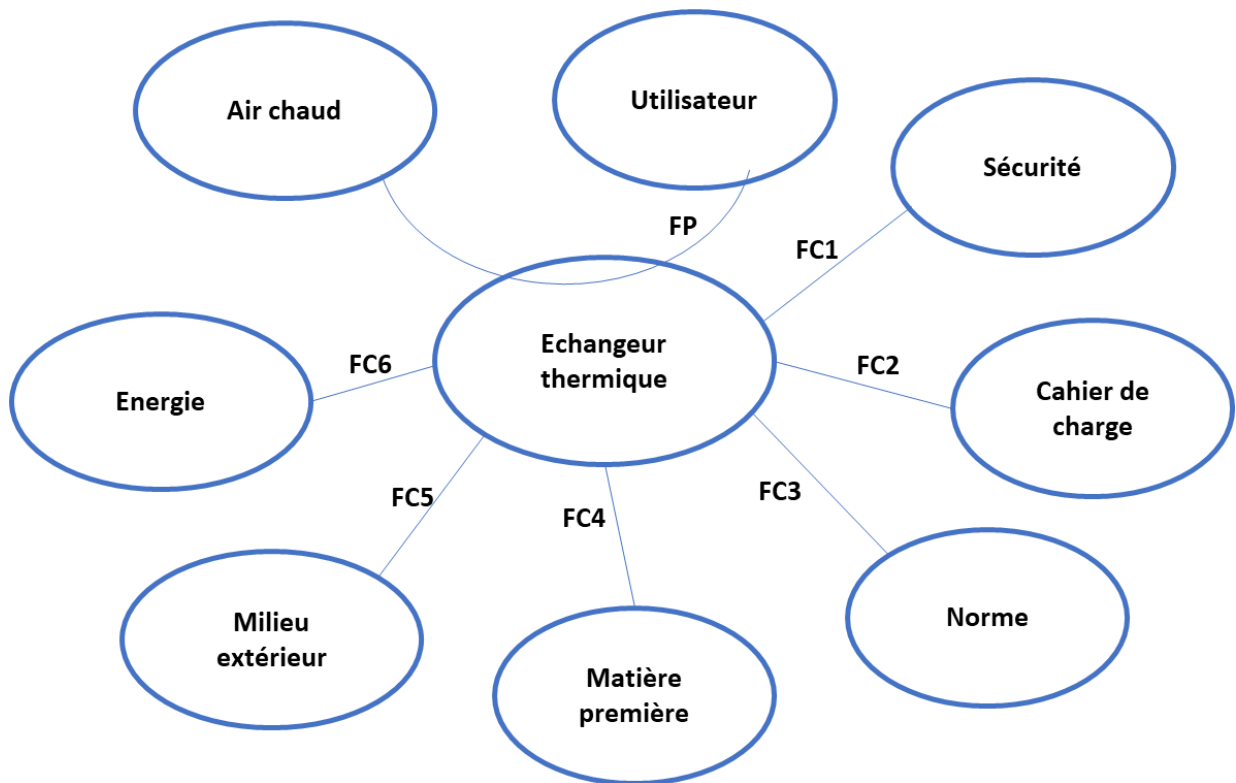 Air chaud
Utilisateur
Sécurité
FP
FC1
Echangeur
thermique
FC6
FC2
Energie
Cahier de
charge
FC5
FC4
FC3
Milieu
extérieur
Matière
première
Norme